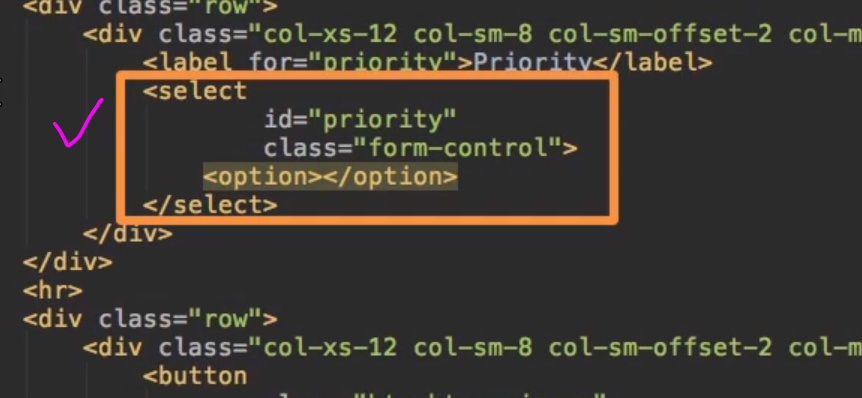 <div class="row">
<div class="col-xs-12 col-sm-8 col-sm-offset-2 col-m
<label for="priority">Priority</label>
<select
id="priority"
class="form-control">
<option></option>
</select>
</div>
</div>
<hr>
<div class="row">
<div class="col-xs-12 col-sm-8 col-sm-offset-2 col-m
<button